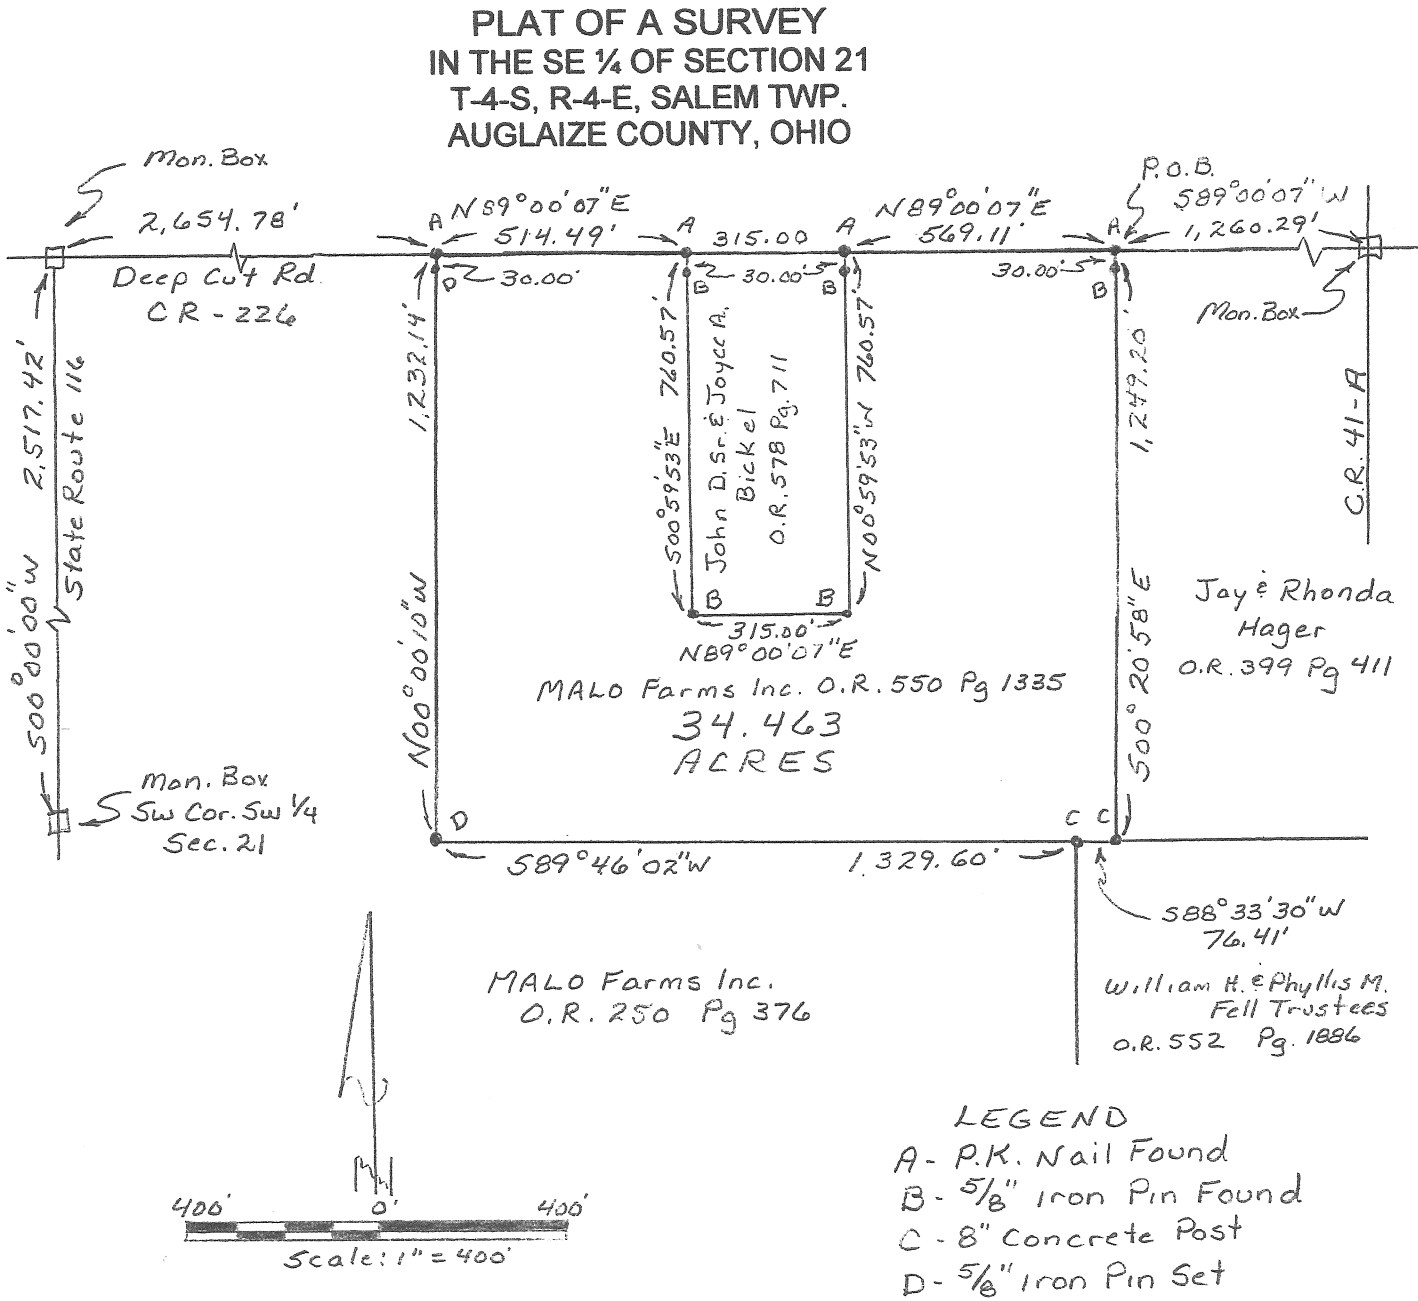 PLAT OF A SURVEY
IN THE SE ¼ OF SECTION 21
T-4-S, R-4-E, SALEM TWP.
AUGLAIZE COUNTY, OHIO
Mon. Box
2,654.78'
A
N89°00'07"E
514.49'
A
315.00
A
N89°00'07"E
569.11'
A
P.O.B.
S89°00'07"W
1,260.29'
Deep Cut Rd.
CR-226
D
30.00'
B
30.00'
B
30.00'
B
Mon. Box
S00°00'00"W 2,517.42'
State Route 116
N00°00'10"W 1,232.14'
S00°59'53"E 760.57'
John D. Sr. & Joyce A.
Bickel
O.R. 578 Pg. 711
N00°59'53"W 760.57'
1,249.20'
S00°20'58"E
C.R. 41-A
B
B
315.00'
N89°00'07"E
Jay & Rhonda
Hager
O.R. 399 Pg 411
MALO Farms Inc. O.R. 550 Pg 1335
34.463
ACRES
Mon. Box
SW Cor. SW ¼
Sec. 21
D
C
C
S89°46'02"W
1,329.60'
S88°33'30"W
76.41'
MALO Farms Inc.
O.R. 250 Pg 376
William H. & Phyllis M.
Fell Trustees
O.R. 552 Pg. 1886
N
LEGEND
A - P.K. Nail Found
B - 5/8" Iron Pin Found
C - 8" Concrete Post
D - 5/8" Iron Pin Set
400' 0' 400'
Scale: 1" = 400'